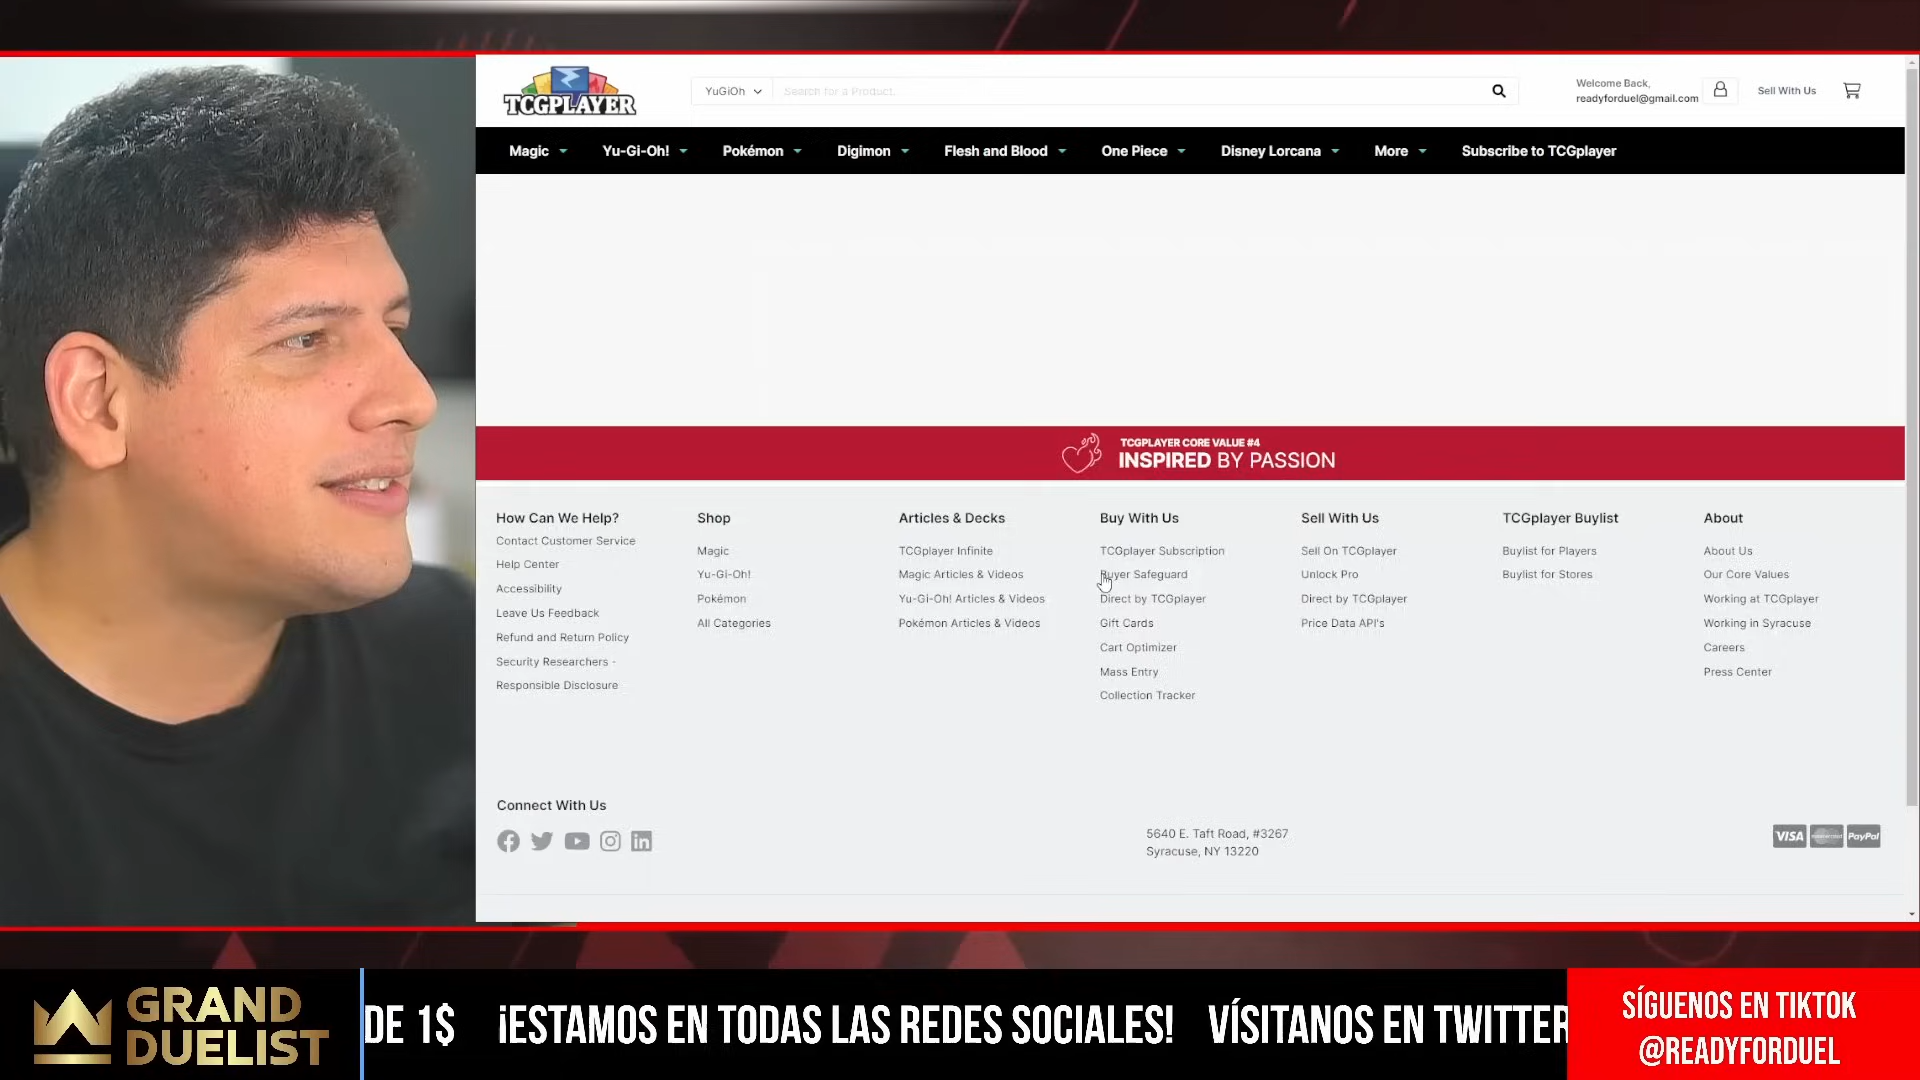 TCGPLAYER
YuGiOh
Search for a Product...
Welcome Back,
readyforduel@gmail.com
Sell With Us
Magic
Yu-Gi-Oh!
Pokémon
Digimon
Flesh and Blood
One Piece
Disney Lorcana
More
Subscribe to TCGplayer
TCGPLAYER CORE VALUE #4
INSPIRED BY PASSION
How Can We Help?
Contact Customer Service
Help Center
Accessibility
Leave Us Feedback
Refund and Return Policy
Security Researchers -
Responsible Disclosure
Shop
Magic
Yu-Gi-Oh!
Pokémon
All Categories
Articles & Decks
TCGplayer Infinite
Magic Articles & Videos
Yu-Gi-Oh! Articles & Videos
Pokémon Articles & Videos
Buy With Us
TCGplayer Subscription
Buyer Safeguard
Direct by TCGplayer
Gift Cards
Cart Optimizer
Mass Entry
Collection Tracker
Sell With Us
Sell On TCGplayer
Unlock Pro
Direct by TCGplayer
Price Data API's
TCGplayer Buylist
Buylist for Players
Buylist for Stores
About
About Us
Our Core Values
Working at TCGplayer
Working in Syracuse
Careers
Press Center
Connect With Us
5640 E. Taft Road, #3267
Syracuse, NY 13220
VISA
PayPal
GRAND
DUELIST
DE 1$ ¡ESTAMOS EN TODAS LAS REDES SOCIALES! VÍSITANOS EN TWITTER
SÍGUENOS EN TIKTOK
@READYFORDUEL